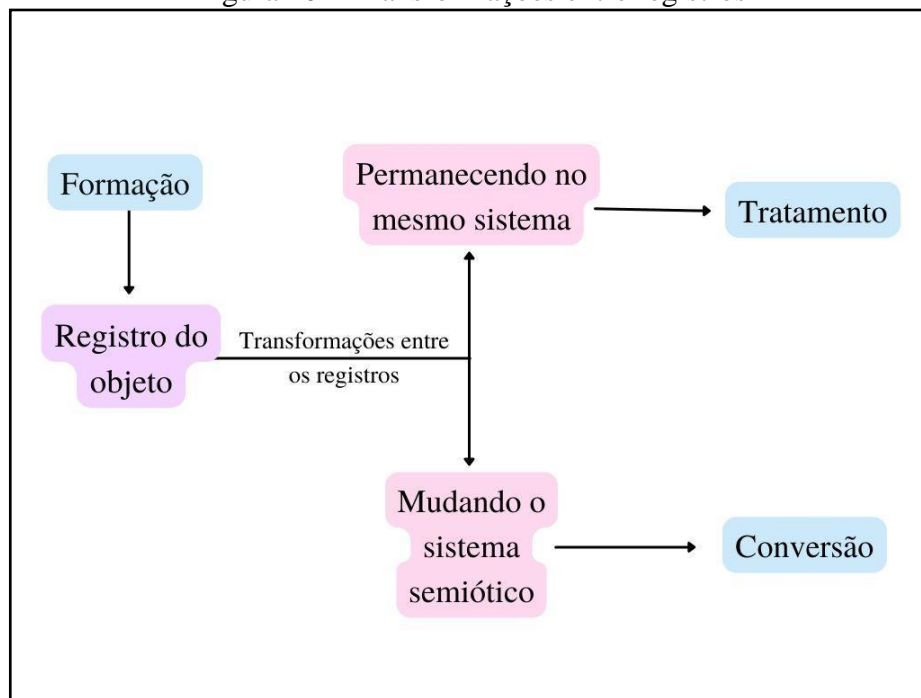 Formação
Permanecendo no
mesmo sistema
Tratamento
Registro do
objeto
Transformações entre
os registros
Mudando o
sistema
semiótico
Conversão